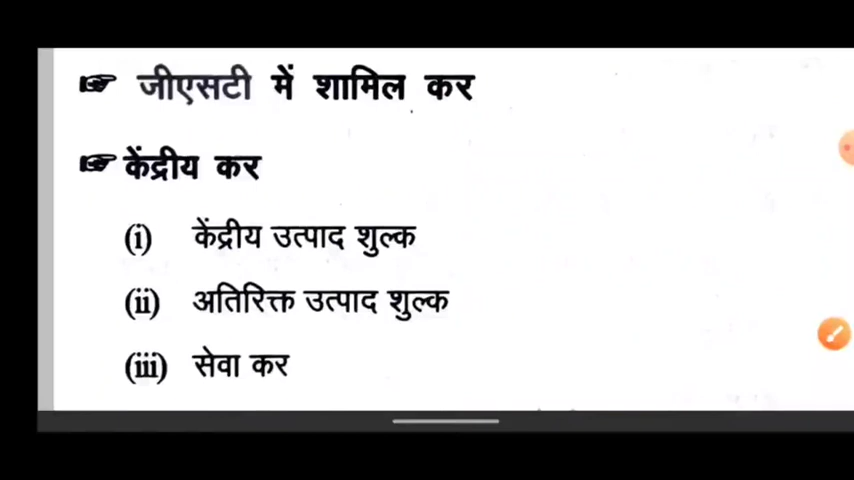 ☞ जीएसटी में शामिल कर
☞ केंद्रीय कर
(i) केंद्रीय उत्पाद शुल्क
(ii) अतिरिक्त उत्पाद शुल्क
(iii) सेवा कर